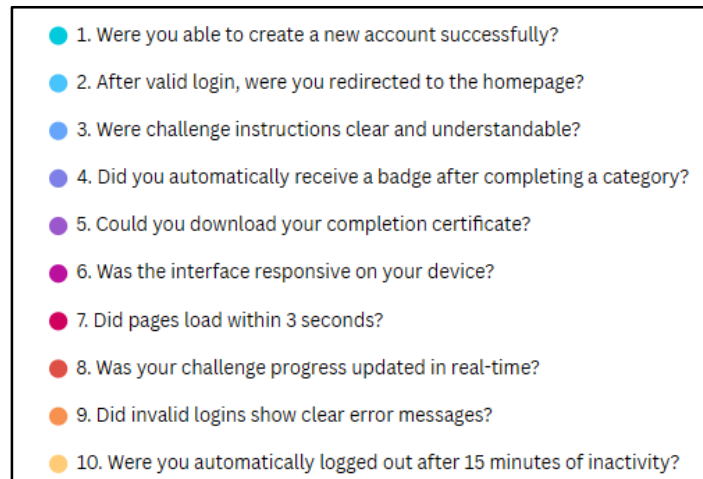 1. Were you able to create a new account successfully?
2. After valid login, were you redirected to the homepage?
3. Were challenge instructions clear and understandable?
4. Did you automatically receive a badge after completing a category?
5. Could you download your completion certificate?
6. Was the interface responsive on your device?
7. Did pages load within 3 seconds?
8. Was your challenge progress updated in real-time?
9. Did invalid logins show clear error messages?
10. Were you automatically logged out after 15 minutes of inactivity?